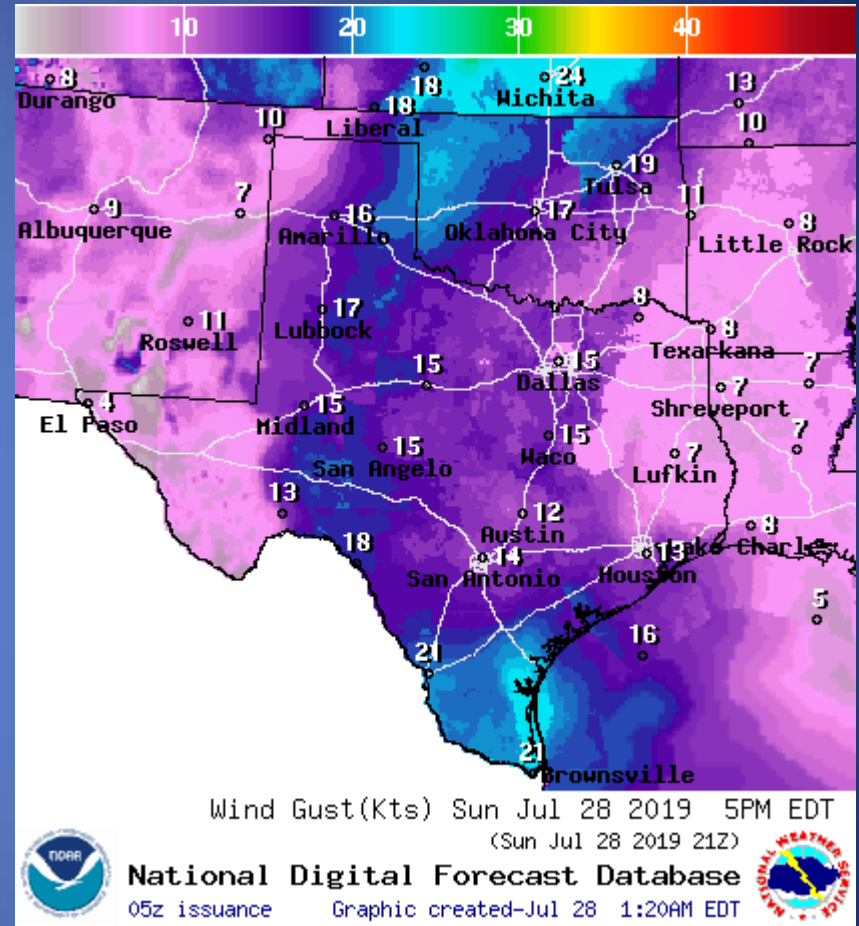 10 20 30 40
8 18 24 13
Durango Wichita
18
Liberal
10 10
19
Tulsa
9 7 16 17 11 8
Albuquerque Amarillo Oklahoma City Little Rock
11 17 8
Roswell Lubbock
8
Texarkana
15 15 7 7
Dallas
4 15 Shreveport
El Paso Midland
15 15 7 7
San Angelo Waco Lufkin
13 12 8
Austin
18 14 13 Lake Charles
San Antonio Houston
5
16
21
21
Brownsville
Wind Gust(Kts) Sun Jul 28 2019 5PM EDT
(Sun Jul 28 2019 21Z)
NOAA
NATIONAL WEATHER SERVICE
National Digital Forecast Database
05z issuance Graphic created-Jul 28 1:20AM EDT